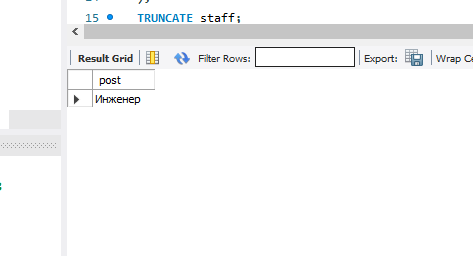 15 TRUNCATE staff;
Result Grid Filter Rows: Export: Wrap Ce
post
Инженер